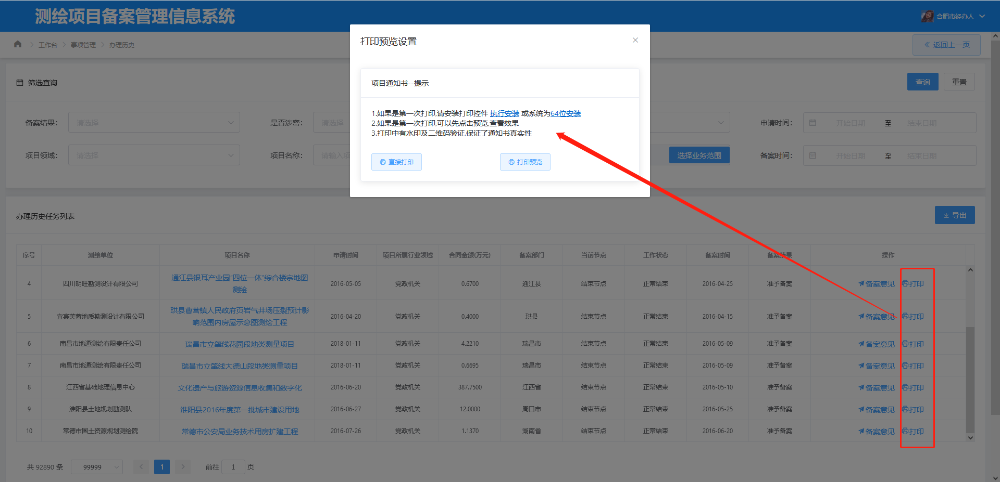 测绘项目备案管理信息系统
合肥市经办人
工作台 事项管理 办理历史
« 返回上一页
打印预览设置
项目通知书--提示
1.如果是第一次打印,请安装打印控件 执行安装 或系统为64位安装
2.如果是第一次打印,可以先点击预览,查看效果
3.打印中有水印及二维码验证,保证了通知书真实性
直接打印 打印预览
筛选查询
查询 重置
备案结果: 请选择 是否涉密: 请选择 申请时间: 开始日期 至 结束日期
项目领域: 请选择 项目名称: 请输入项 选择业务范围 备案时间: 开始日期 至 结束日期
办理历史任务列表
导出
序号 测绘单位 项目名称 申请时间 项目所属行业领域 合同金额(万元) 备案部门 当前节点 工作状态 备案时间 备案结果 操作
4 四川明旺勘测设计有限公司 通江县银耳产业园“四位一体”综合楼宗地图测绘 2016-05-05 党政机关 0.6700 通江县 结束节点 正常结束 2016-04-25 准予备案 备案意见 打印
5 宜宾芙蓉地质勘测设计有限公司 珙县曹营镇人民政府页岩气井场压裂预计影响范围内房屋示意图测绘工程 2016-04-20 党政机关 0.4000 珙县 结束节点 正常结束 2016-04-15 准予备案 备案意见 打印
6 南昌市地通测绘有限责任公司 瑞昌市立肇线花园段地类测量项目 2018-01-11 党政机关 4.2210 瑞昌市 结束节点 正常结束 2016-05-09 准予备案 备案意见 打印
7 南昌市地通测绘有限责任公司 瑞昌市立肇线大德山段地类测量项目 2018-01-11 党政机关 0.6695 瑞昌市 结束节点 正常结束 2016-05-09 准予备案 备案意见 打印
8 江西省基础地理信息中心 文化遗产与旅游资源信息收集和数字化 2016-06-20 党政机关 387.7500 江西省 结束节点 正常结束 2016-05-10 准予备案 备案意见 打印
9 淮阳县土地规划勘测队 淮阳县2016年度第一批城市建设用地 2016-06-27 党政机关 12.0000 周口市 结束节点 正常结束 2016-05-25 准予备案 备案意见 打印
10 常德市国土资源规划测绘院 常德市公安局业务技术用房扩建工程 2016-07-26 党政机关 1.1370 湖南省 结束节点 正常结束 2016-06-20 准予备案 备案意见 打印
共 92890 条 99999 1 前往 1 页